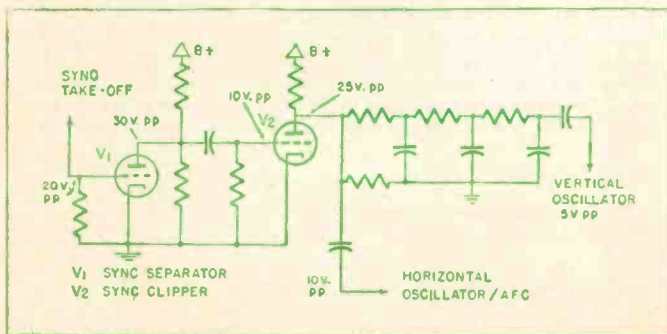 B+
B+
SYNC
TAKE-OFF
25V. PP
10V. PP
V2
30V. PP
V1
20V.
PP
VERTICAL
OSCILLATOR
5V PP
V1 SYNC SEPARATOR
V2 SYNC CLIPPER
10V.
PP
HORIZONTAL
OSCILLATOR/AFC